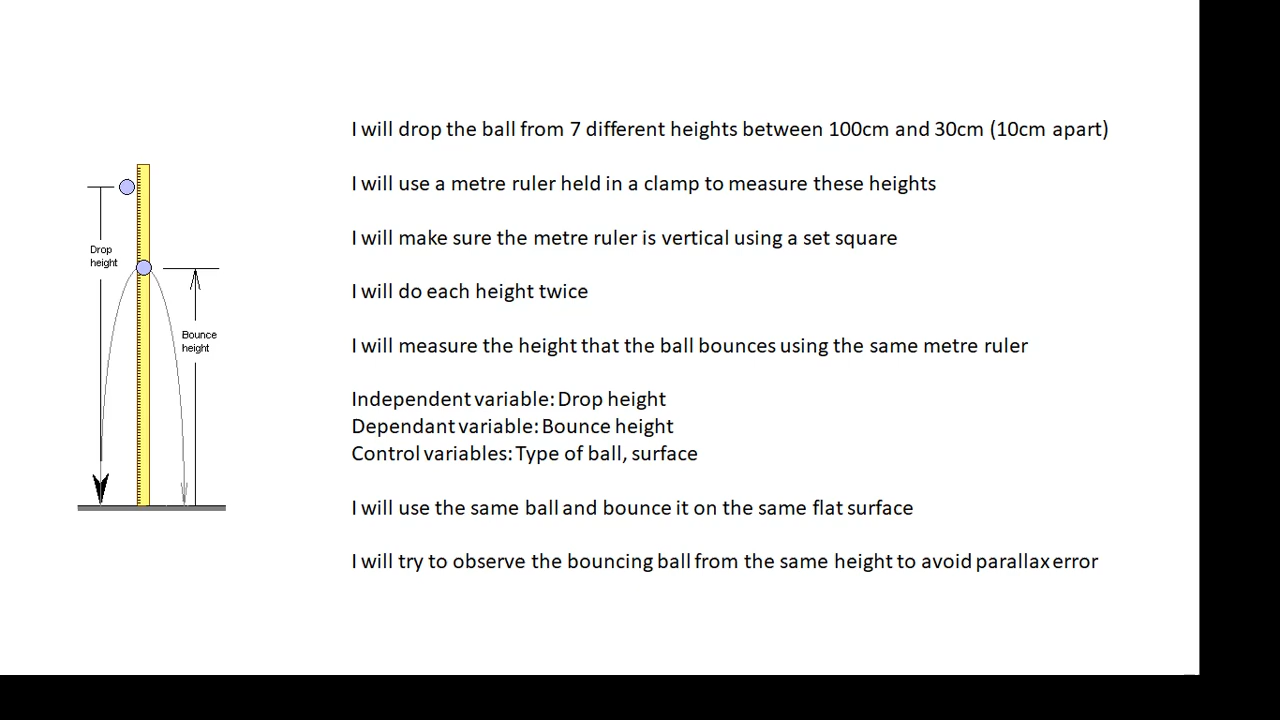 I will drop the ball from 7 different heights between 100cm and 30cm (10cm apart)
I will use a metre ruler held in a clamp to measure these heights
I will make sure the metre ruler is vertical using a set square
I will do each height twice
I will measure the height that the ball bounces using the same metre ruler
Independent variable: Drop height
Dependant variable: Bounce height
Control variables: Type of ball, surface
I will use the same ball and bounce it on the same flat surface
I will try to observe the bouncing ball from the same height to avoid parallax error
Drop
height
Bounce
height